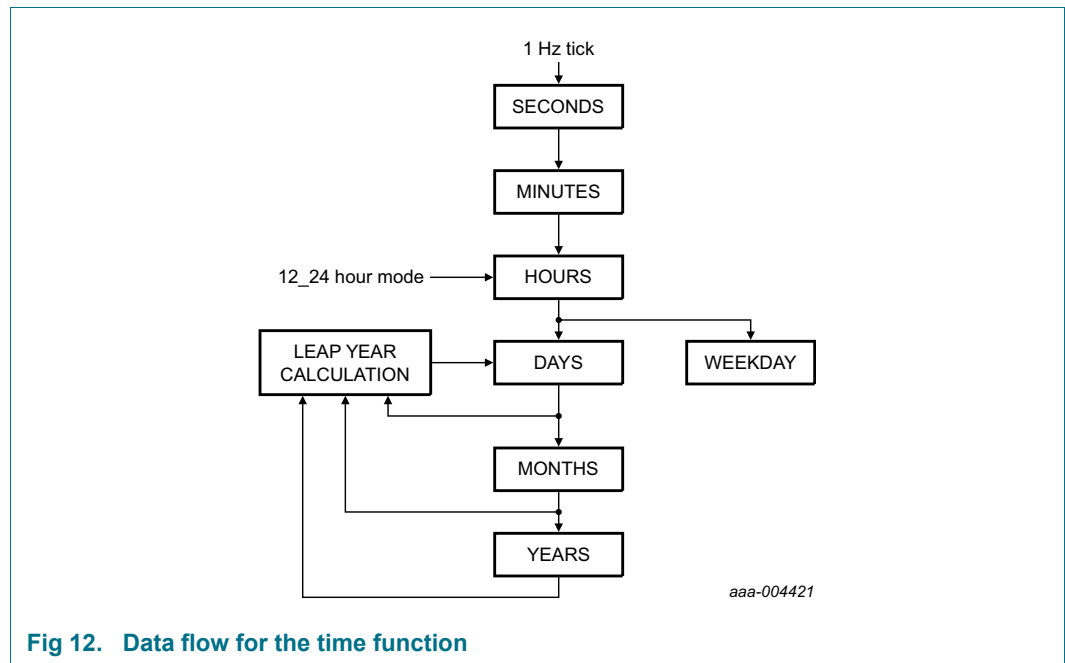 1 Hz tick
SECONDS
MINUTES
12_24 hour mode
HOURS
LEAP YEAR
CALCULATION
DAYS
WEEKDAY
MONTHS
YEARS
aaa-004421
Fig 12. Data flow for the time function